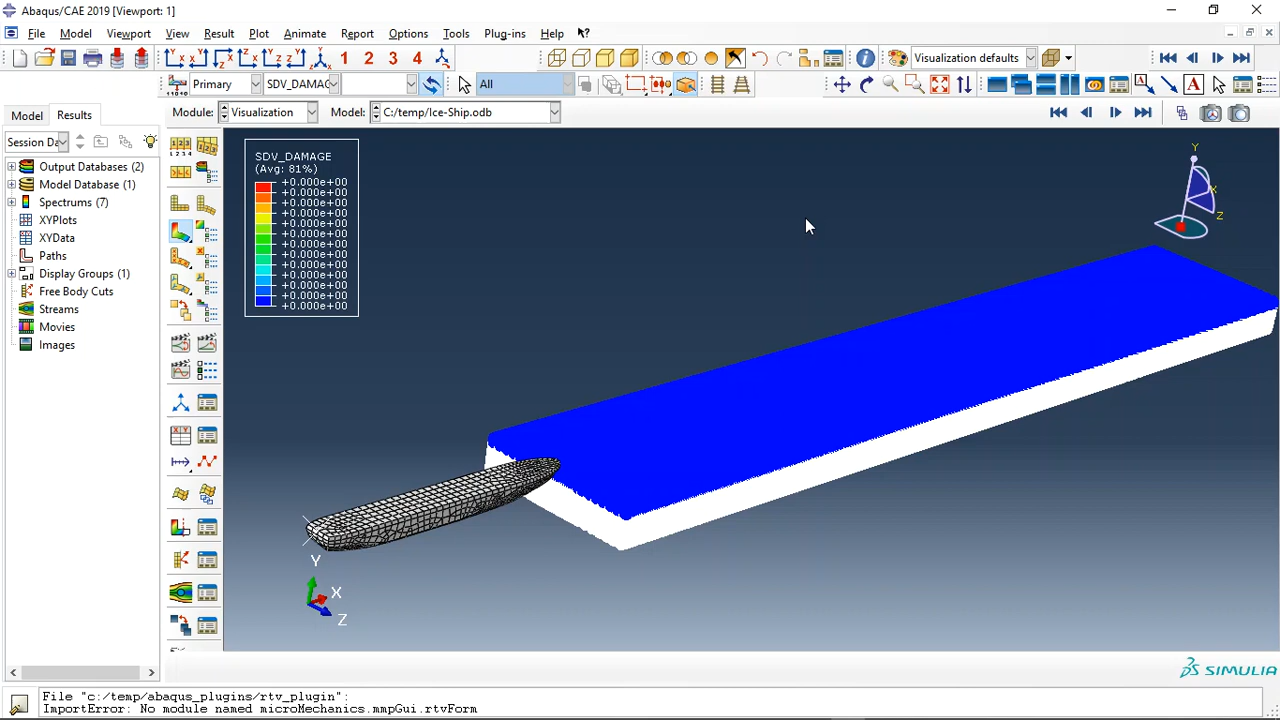 Abaqus/CAE 2019 [Viewport: 1]
File Model Viewport View Result Plot Animate Report Options Tools Plug-ins Help
1 2 3 4 All Visualization defaults
Primary SDV_DAMAG All
Model Results Module: Visualization Model: C:/temp/Ice-Ship.odb
Session Da
Output Databases (2)
Model Database (1)
Spectrums (7)
XYPlots
XYData
Paths
Display Groups (1)
Free Body Cuts
Streams
Movies
Images
SDV_DAMAGE
(Avg: 81%)
+0.000e+00
+0.000e+00
+0.000e+00
+0.000e+00
+0.000e+00
+0.000e+00
+0.000e+00
+0.000e+00
+0.000e+00
+0.000e+00
+0.000e+00
+0.000e+00
+0.000e+00
Y
X
Z
Y
X
Z
SIMULIA
File "c:/temp/abaqus_plugins/rtv_plugin":
ImportError: No module named microMechanics.mmpGui.rtvForm